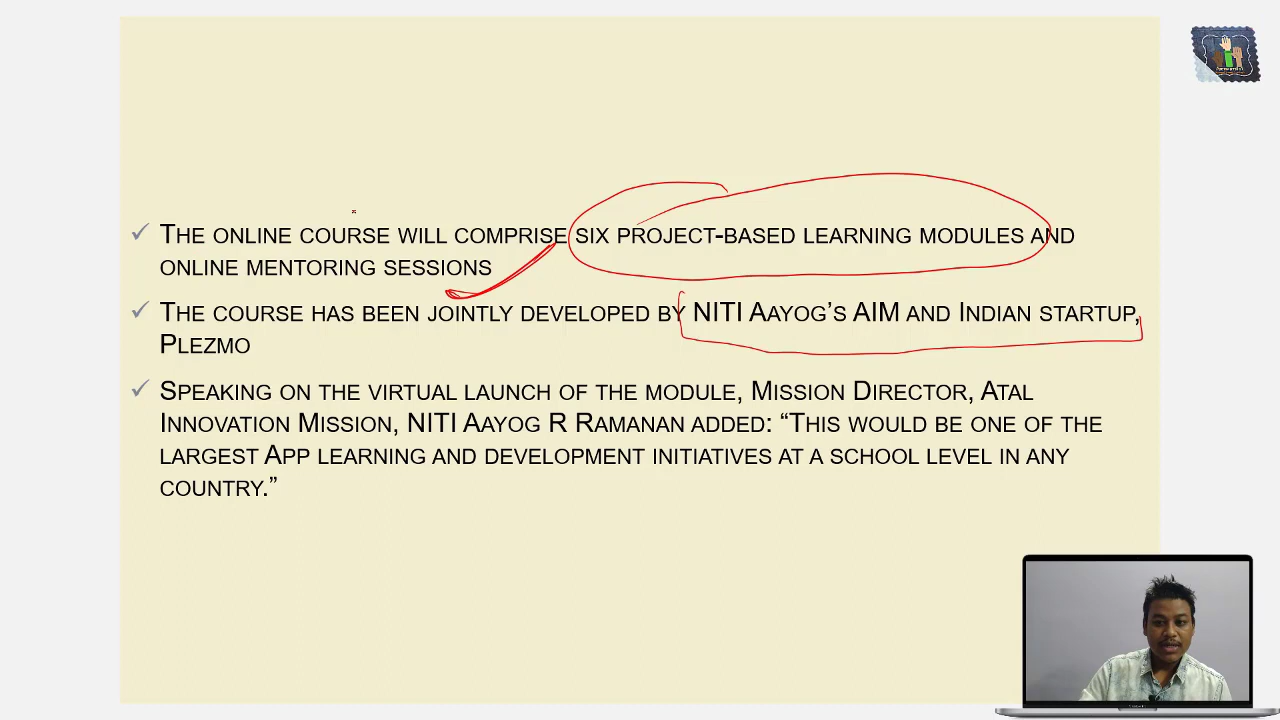 The online course will comprise six project-based learning modules and
online mentoring sessions
The course has been jointly developed by NITI Aayog’s AIM and Indian startup,
Plezmo
Speaking on the virtual launch of the module, Mission Director, Atal
Innovation Mission, NITI Aayog R Ramanan added: “This would be one of the
largest App learning and development initiatives at a school level in any
country.”